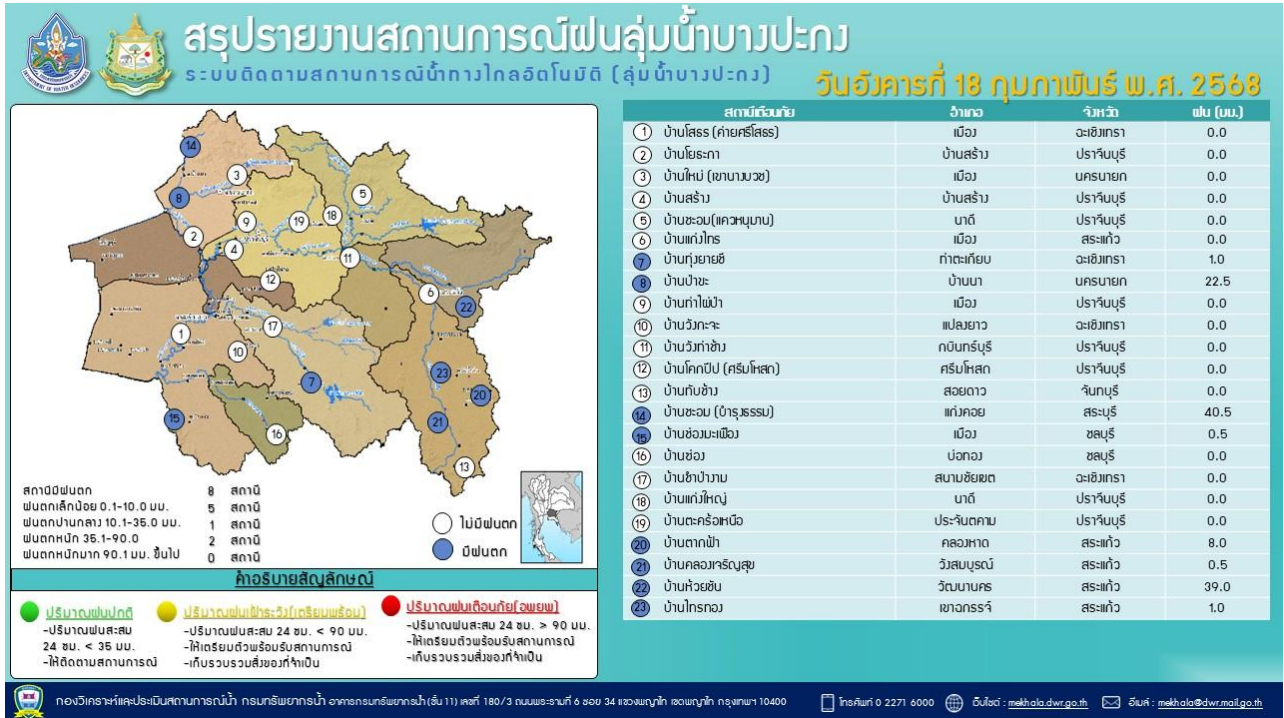 สรุปรายงานสถานการณ์ฝนลุ่มน้ำบางปะกง
ระบบติดตามสถานการณ์น้ำทางไกลอัตโนมัติ (ลุ่มน้ำบางปะกง)
วันอังคารที่ 18 กุมภาพันธ์ พ.ศ. 2568
สถานีเตือนภัย อำเภอ จังหวัด ฝน (มม.)
1 บ้านโสธร (ค่ายศรีโสธร) เมือง ฉะเชิงเทรา 0.0
2 บ้านโยธะกา บ้านสร้าง ปราจีนบุรี 0.0
3 บ้านใหม่ (เขานางบวช) เมือง นครนายก 0.0
4 บ้านสร้าง บ้านสร้าง ปราจีนบุรี 0.0
5 บ้านซะอม(แควหนุมาน) นาดี ปราจีนบุรี 0.0
6 บ้านแก่งไทร เมือง สระแก้ว 0.0
7 บ้านทุ่งยายชี ท่าตะเกียบ ฉะเชิงเทรา 1.0
8 บ้านป่าขะ บ้านนา นครนายก 22.5
9 บ้านท่าไผ่ป่า เมือง ปราจีนบุรี 0.0
10 บ้านวังกะจะ แปลงยาว ฉะเชิงเทรา 0.0
11 บ้านวังท่าช้าง กบินทร์บุรี ปราจีนบุรี 0.0
12 บ้านโคกปีป (ศรีมโหสถ) ศรีมโหสถ ปราจีนบุรี 0.0
13 บ้านทับช้าง สอยดาว จันทบุรี 0.0
14 บ้านซะอม (บำรุงธรรม) แก่งคอย สระบุรี 40.5
15 บ้านช่องมะเฟือง เมือง ชลบุรี 0.5
16 บ้านช่อง บ่อทอง ชลบุรี 0.0
17 บ้านชำป่างาม สนามชัยเขต ฉะเชิงเทรา 0.0
18 บ้านแก่งใหญ่ นาดี ปราจีนบุรี 0.0
19 บ้านตะคร้อเหนือ ประจันตคาม ปราจีนบุรี 0.0
20 บ้านตากฟ้า คลองหาด สระแก้ว 8.0
21 บ้านคลองเจริญสุข วังสมบูรณ์ สระแก้ว 0.5
22 บ้านห้วยชัน วัฒนานคร สระแก้ว 39.0
23 บ้านไทรทอง เขาฉกรรจ์ สระแก้ว 1.0
14
3
8
5
9
19
18
2
4
11
12
6
22
1
17
10
7
23
20
15
21
16
13
สถานีมีฝนตก 8 สถานี
ฝนตกเล็กน้อย 0.1-10.0 มม. 5 สถานี
ฝนตกปานกลาง 10.1-35.0 มม. 1 สถานี
ฝนตกหนัก 35.1-90.0 2 สถานี
ฝนตกหนักมาก 90.1 มม. ขึ้นไป 0 สถานี
ไม่มีฝนตก
มีฝนตก
คำอธิบายสัญลักษณ์
ปริมาณฝนปกติ
-ปริมาณฝนสะสม
24 ชม. < 35 มม.
-ให้ติดตามสถานการณ์
ปริมาณฝนเฝ้าระวัง(เตรียมพร้อม)
-ปริมาณฝนสะสม 24 ชม. < 90 มม.
-ให้เตรียมตัวพร้อมรับสถานการณ์
-เก็บรวบรวมสิ่งของที่จำเป็น
ปริมาณฝนเตือนภัย(อพยพ)
-ปริมาณฝนสะสม 24 ชม. > 90 มม.
-ให้เตรียมตัวพร้อมรับสถานการณ์
-เก็บรวบรวมสิ่งของที่จำเป็น
กองวิเคราะห์และประเมินสถานการณ์น้ำ กรมทรัพยากรน้ำ อาคารกรมทรัพยากรน้ำ(ชั้น 11) เลขที่ 180/3 ถนนพระรามที่ 6 ซอย 34 แขวงพญาไท เขตพญาไท กรุงเทพฯ 10400 โทรศัพท์ 0 2271 6000 เว็บไซต์ : mekhala.dwr.go.th อีเมล์ : mekhala@dwr.mail.go.th